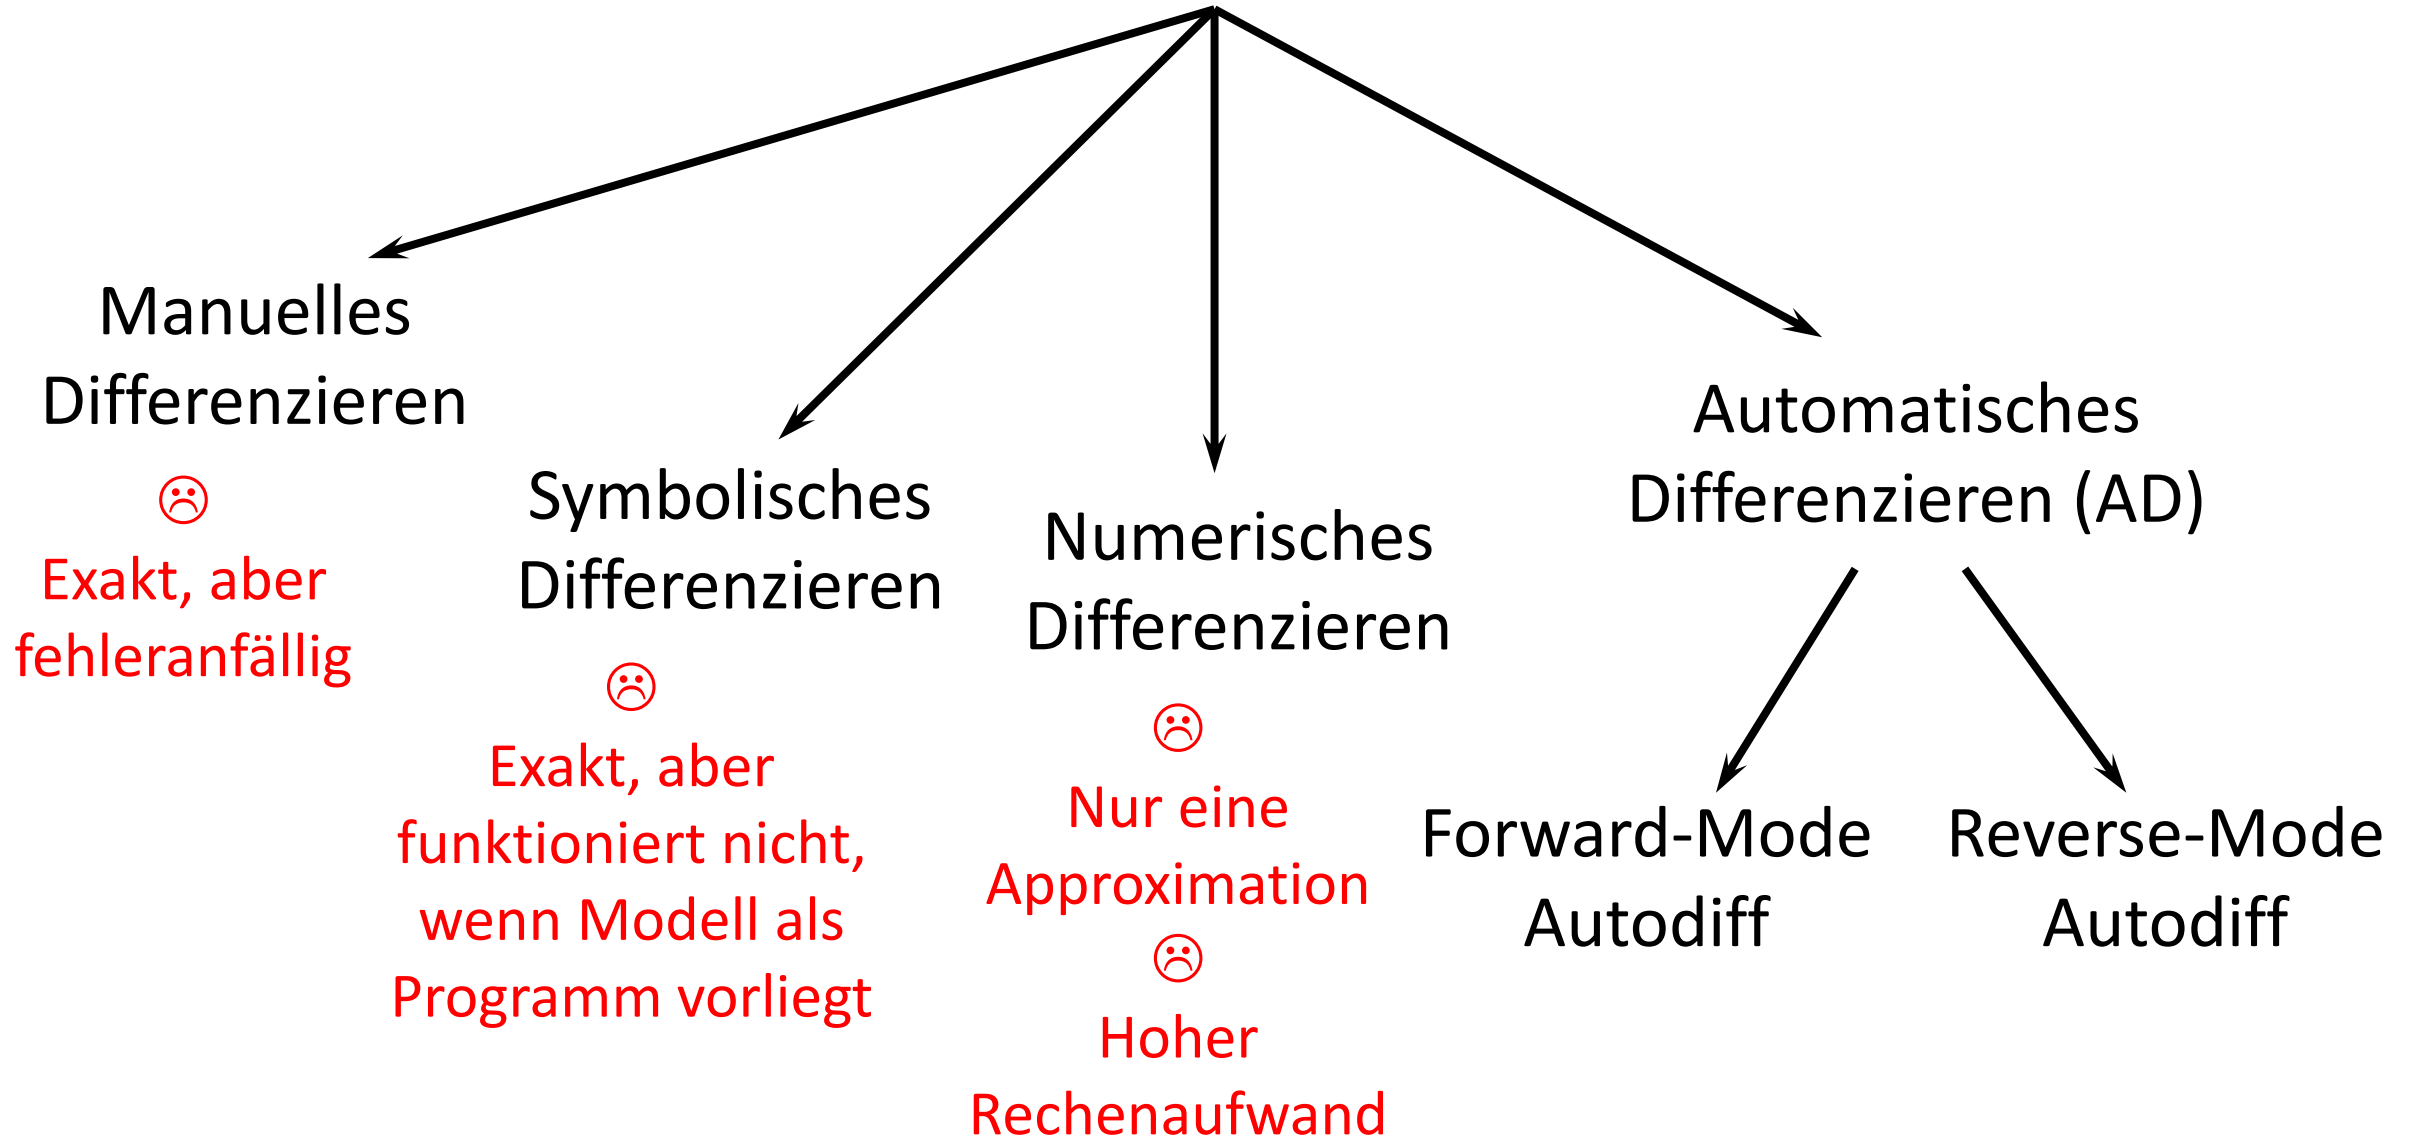 Manuelles
Differenzieren
Exakt, aber
fehleranfällig
Symbolisches
Differenzieren
Exakt, aber
funktioniert nicht,
wenn Modell als
Programm vorliegt
Numerisches
Differenzieren
Nur eine
Approximation
Hoher
Rechenaufwand
Automatisches
Differenzieren (AD)
Forward-Mode
Autodiff
Reverse-Mode
Autodiff